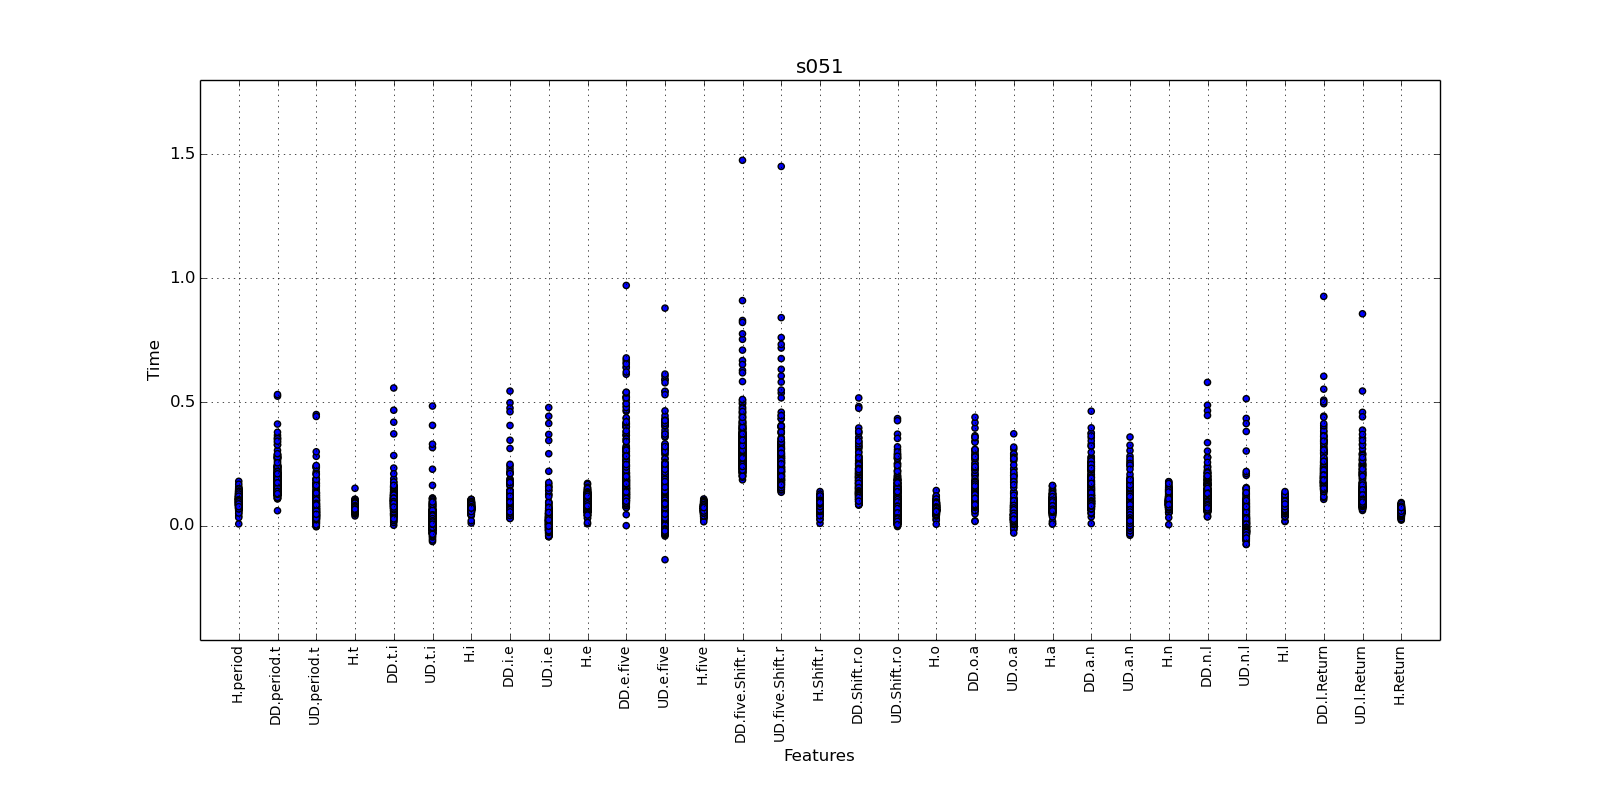 s051
1.5
1.0
0.5
0.0
Time
H.period
DD.period.t
UD.period.t
H.t
DD.t.i
UD.t.i
H.i
DD.i.e
UD.i.e
H.e
DD.e.five
UD.e.five
H.five
DD.five.Shift.r
UD.five.Shift.r
H.Shift.r
DD.Shift.r.o
UD.Shift.r.o
H.o
DD.o.a
UD.o.a
H.a
DD.a.n
UD.a.n
H.n
DD.n.l
UD.n.l
H.l
DD.l.Return
UD.l.Return
H.Return
Features